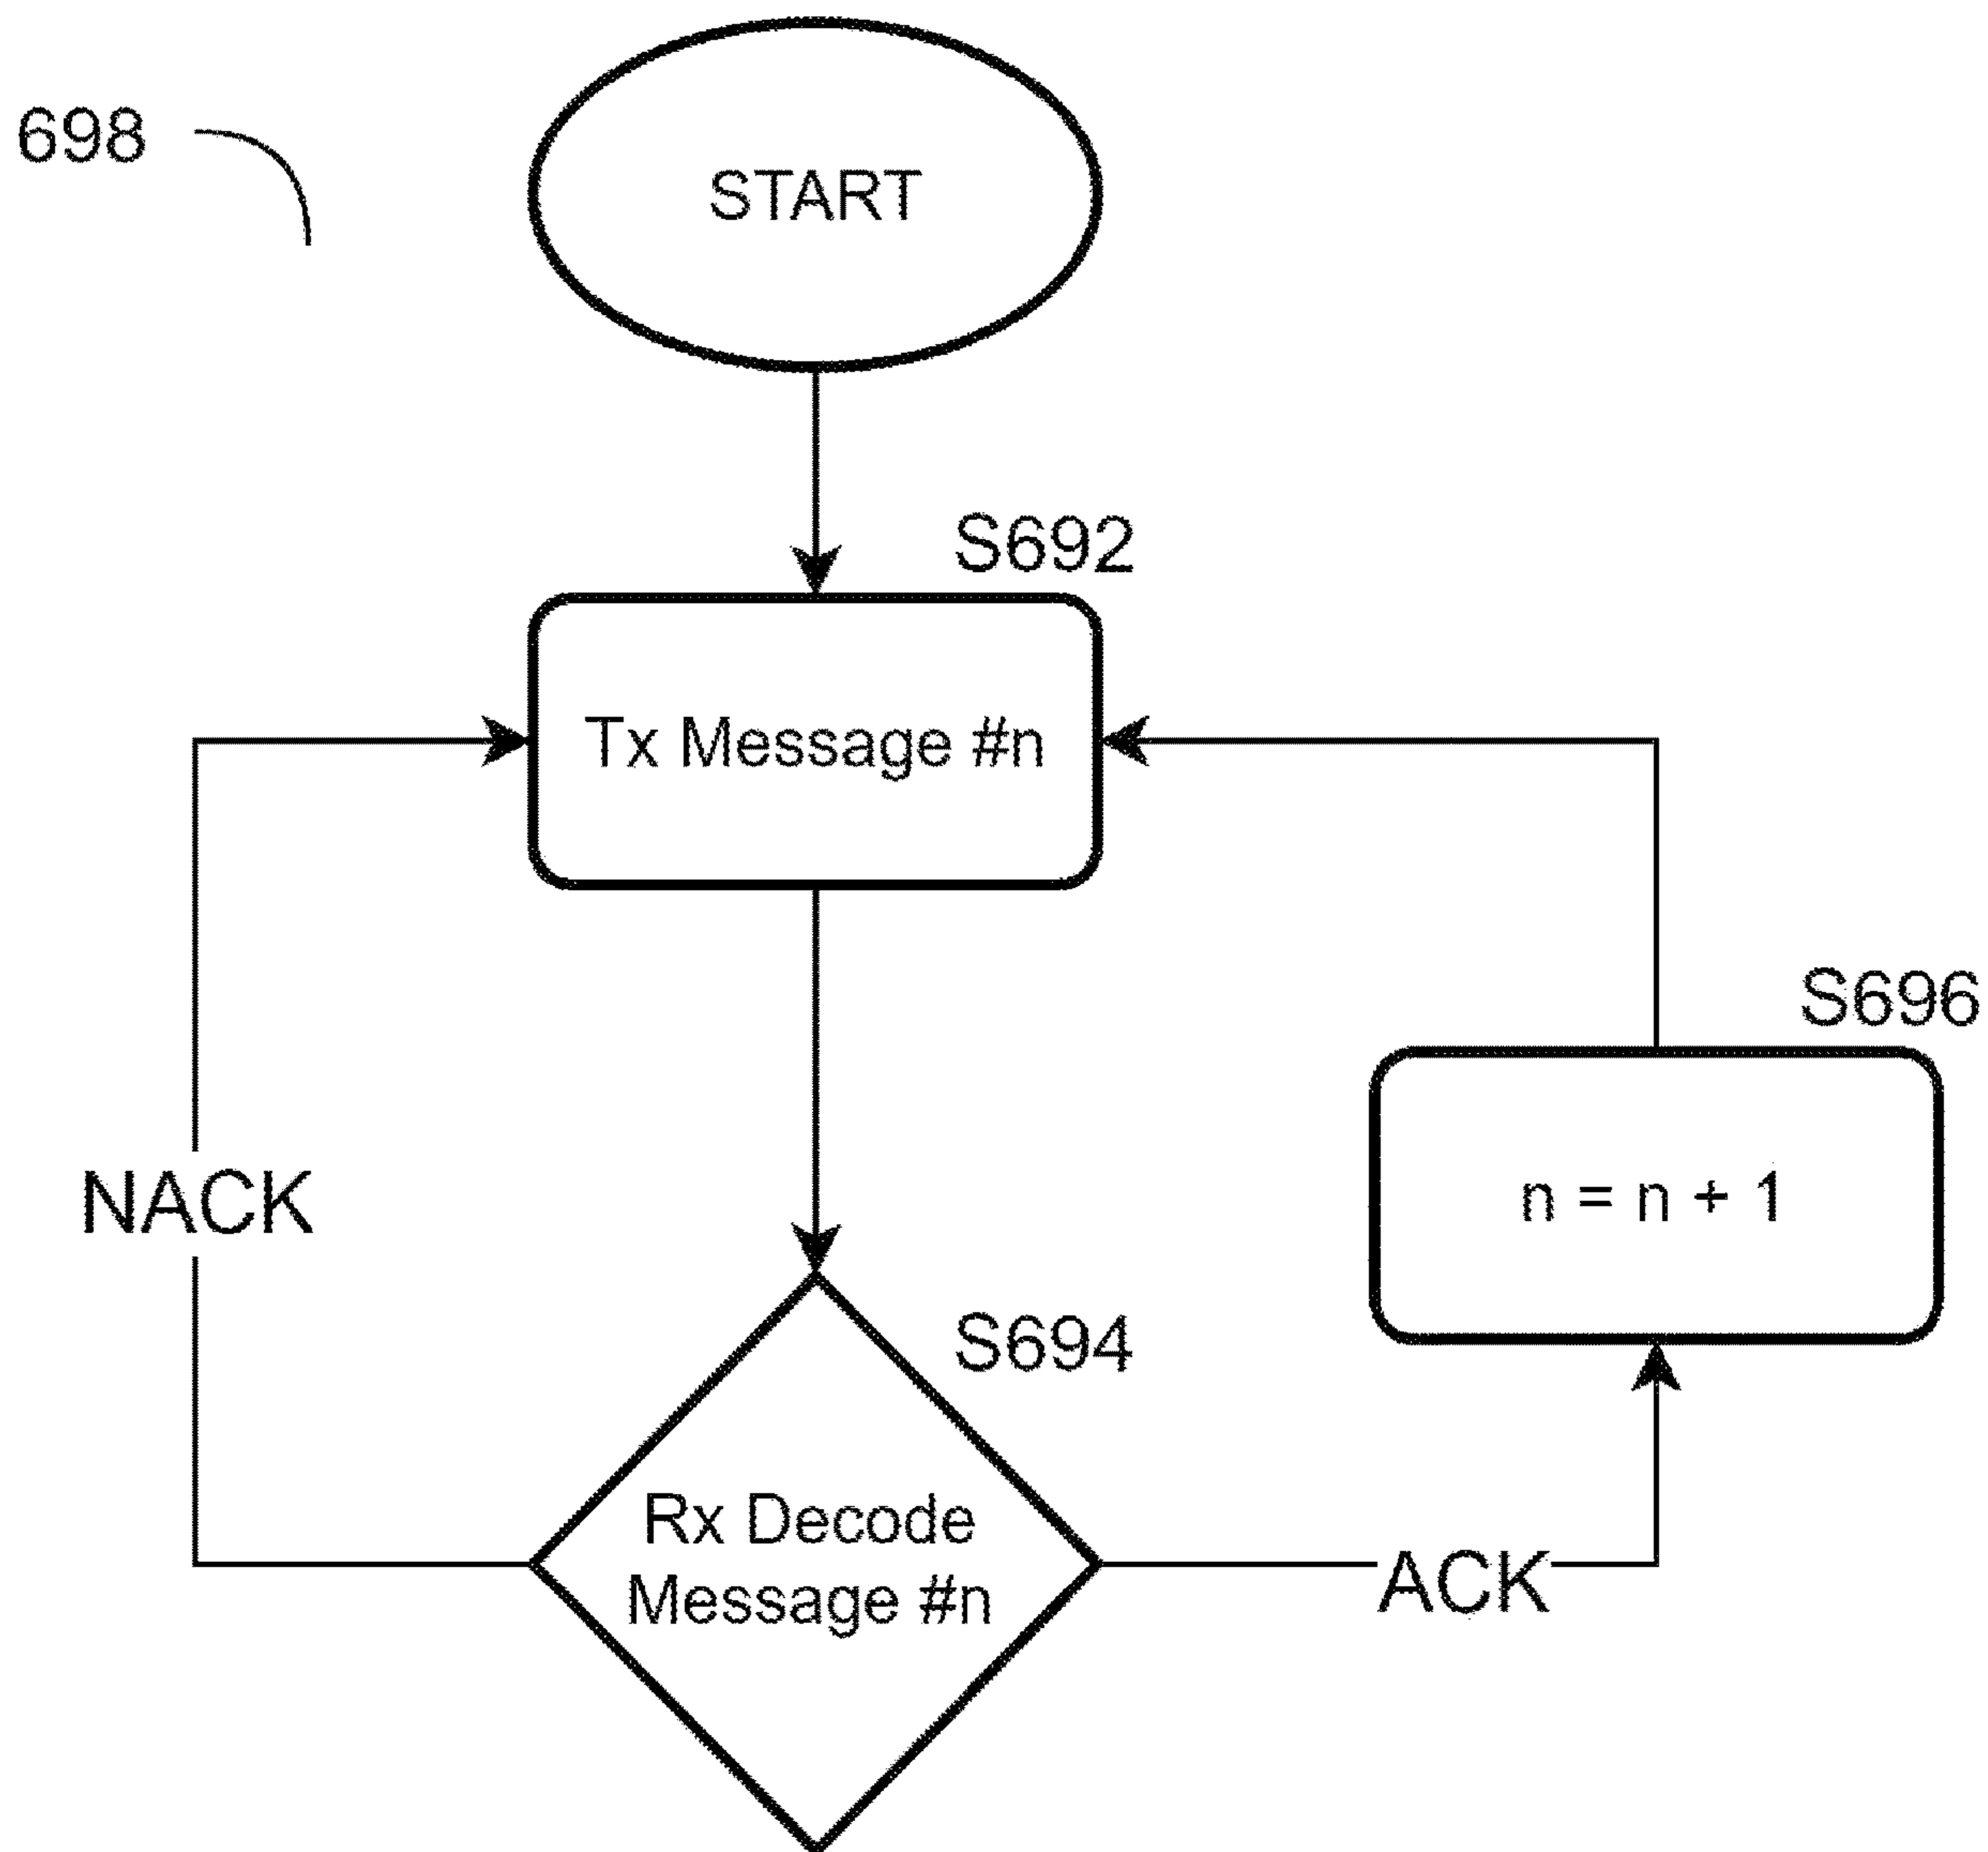 698
START
S692
Tx Message #n
S696
NACK
n = n + 1
S694
Rx Decode
Message #n
ACK